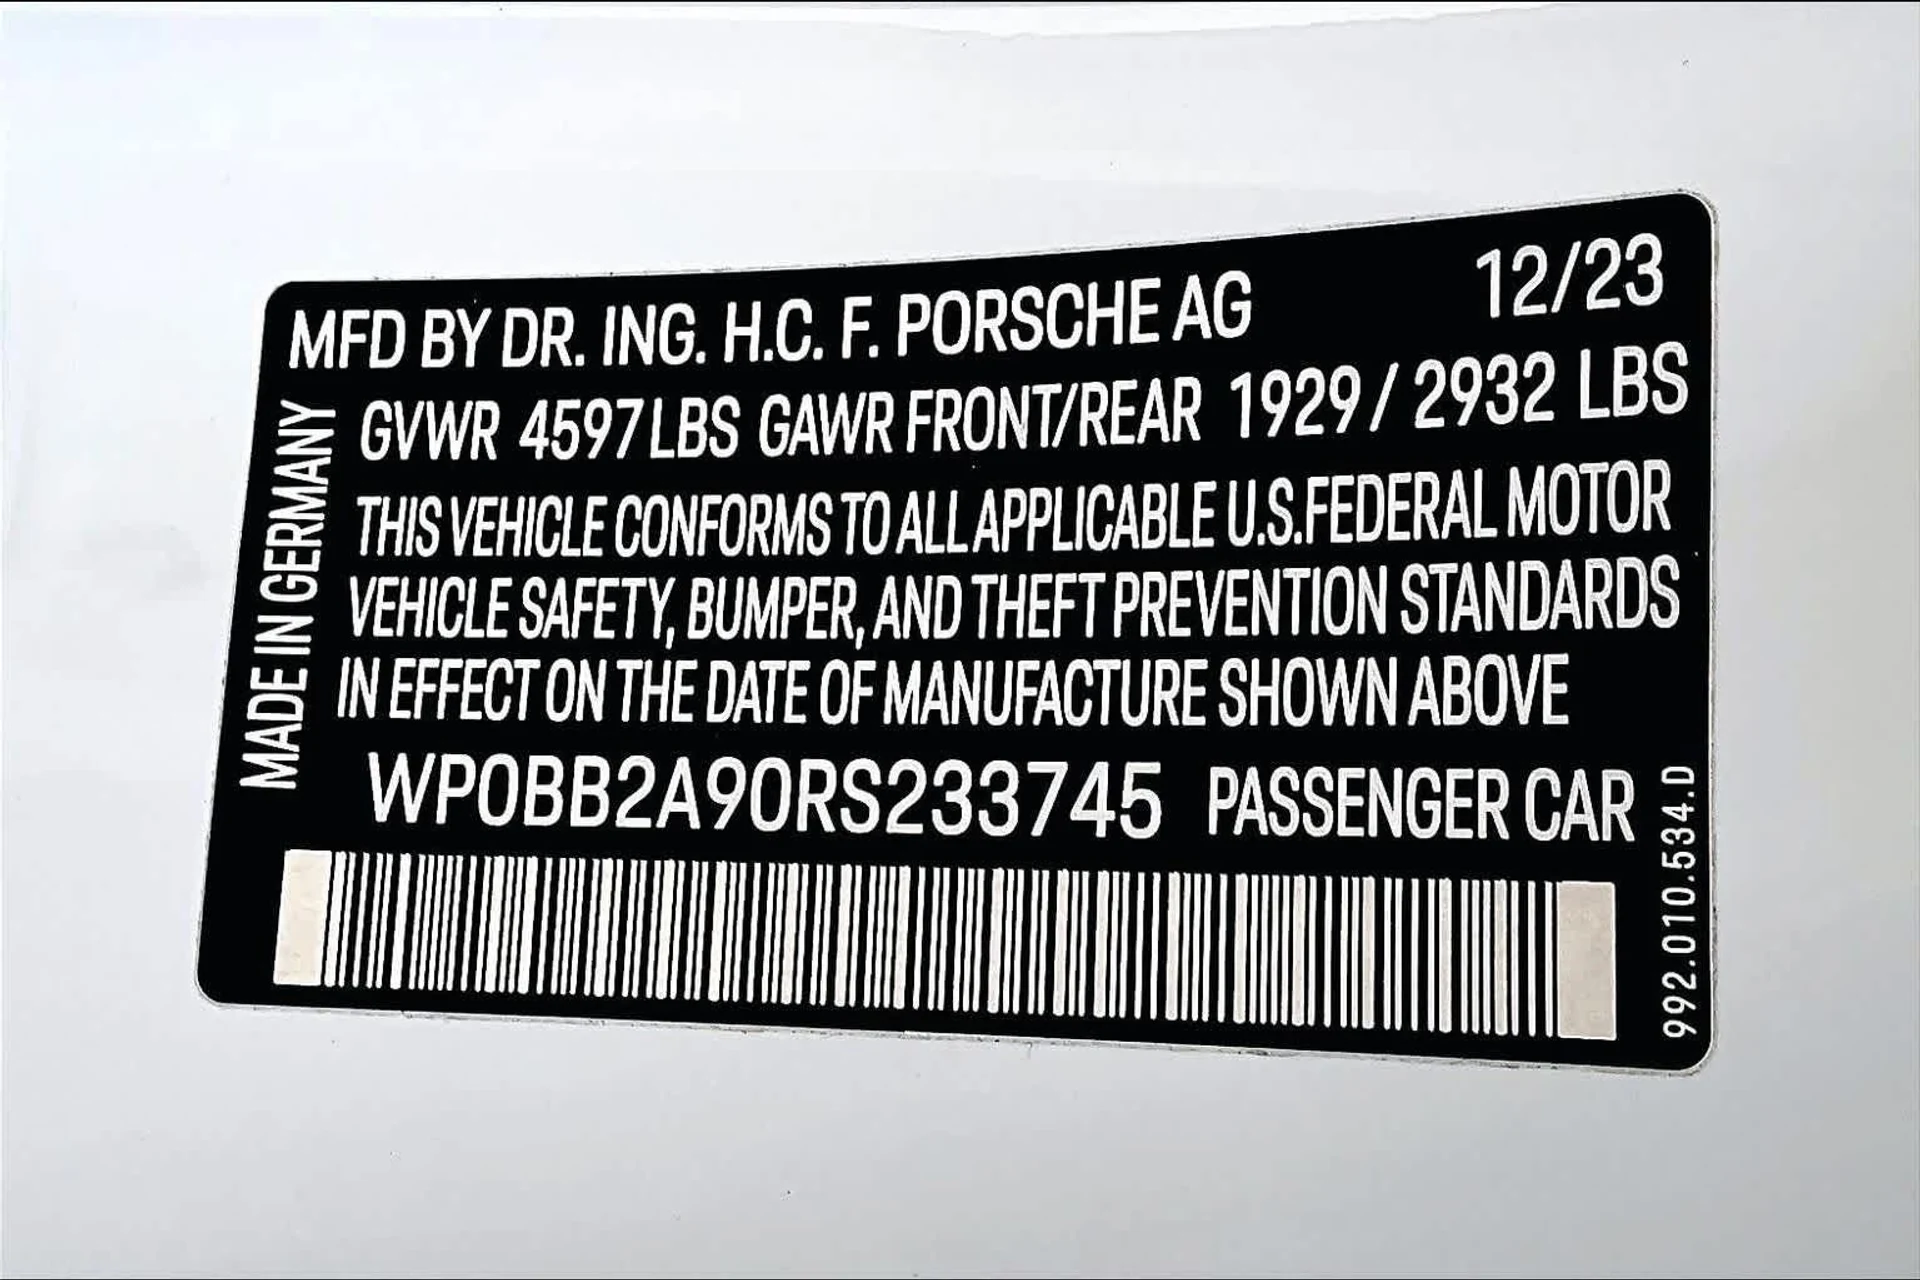 MFD BY DR. ING. H.C. F. PORSCHE AG 12/23
GVWR 4597 LBS GAWR FRONT/REAR 1929 / 2932 LBS
THIS VEHICLE CONFORMS TO ALL APPLICABLE U.S.FEDERAL MOTOR
VEHICLE SAFETY, BUMPER, AND THEFT PREVENTION STANDARDS
IN EFFECT ON THE DATE OF MANUFACTURE SHOWN ABOVE
WP0BB2A90RS233745 PASSENGER CAR
MADE IN GERMANY
992.010.534.D